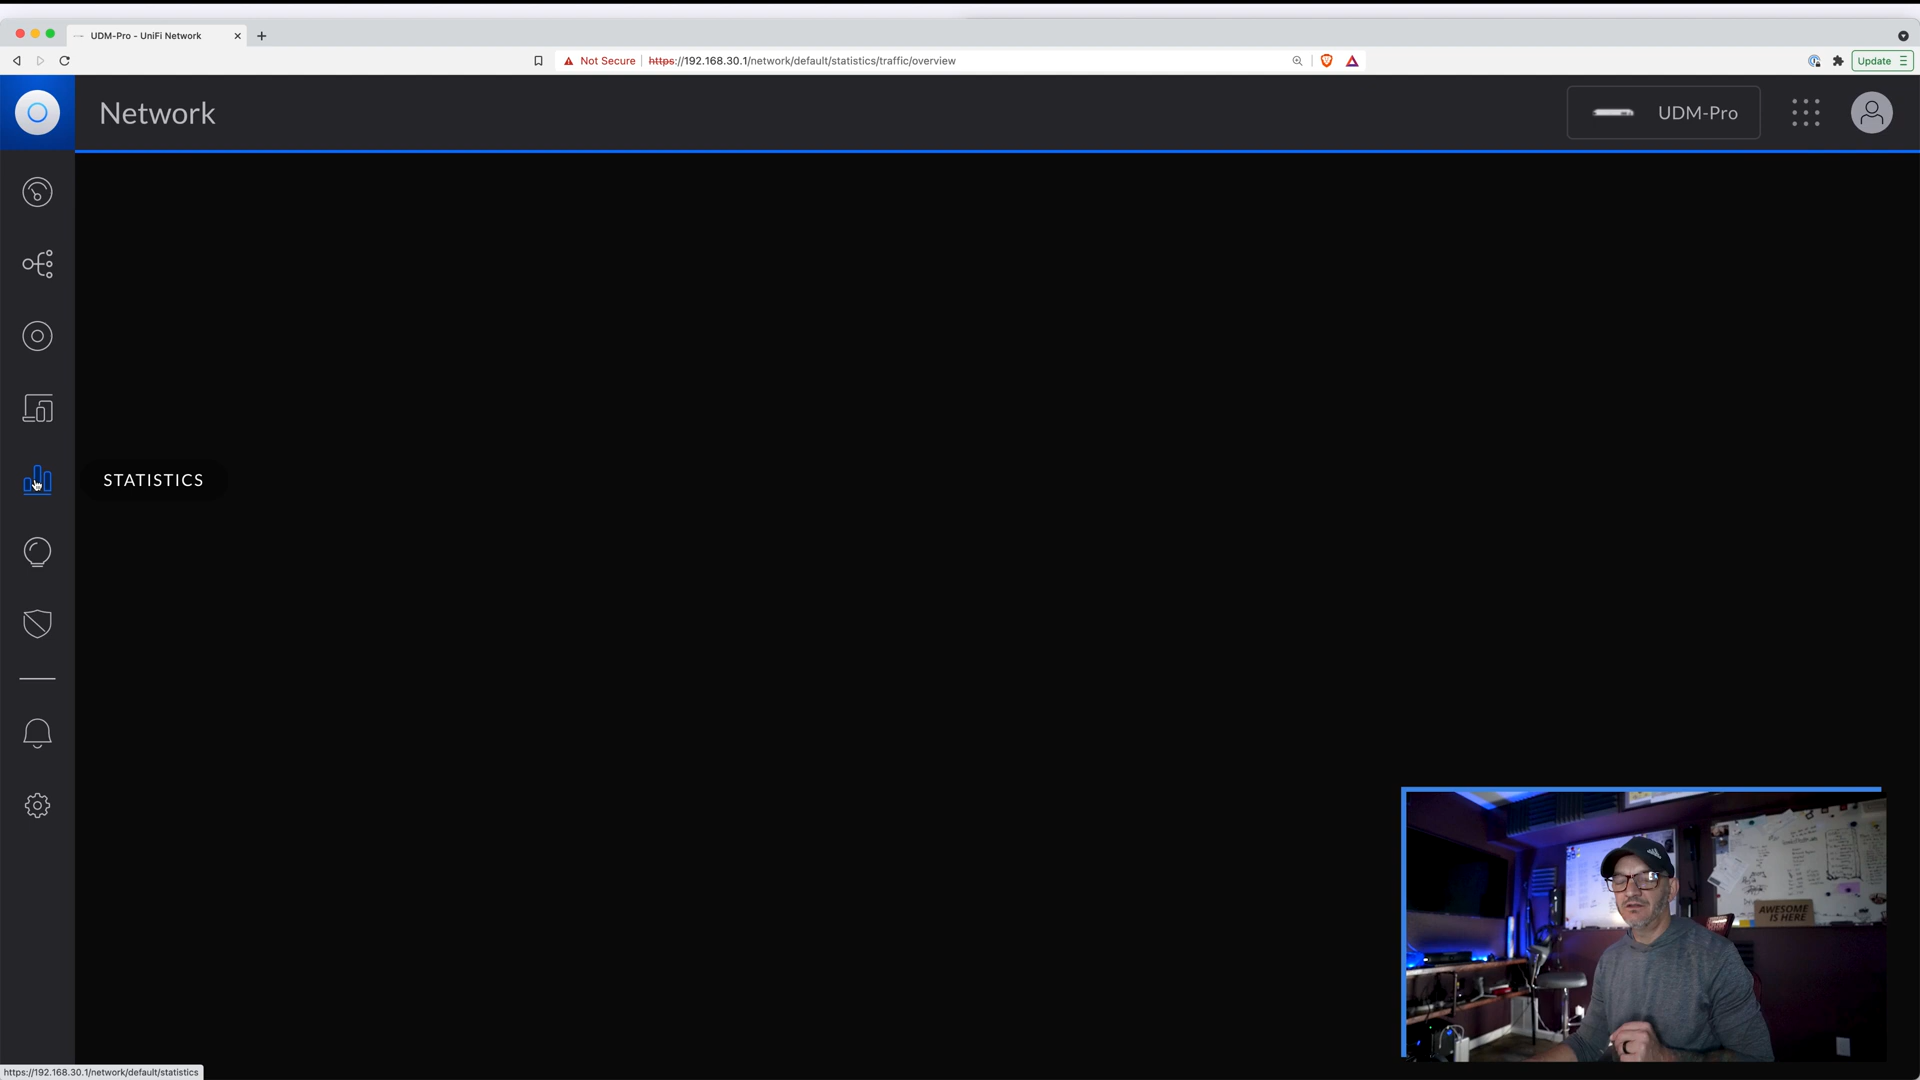 UDM-Pro - UniFi Network
Not Secure
https://192.168.30.1/network/default/statistics/traffic/overview
Update
Network
UDM-Pro
STATISTICS
AWESOME
IS HERE
https://192.168.30.1/network/default/statistics